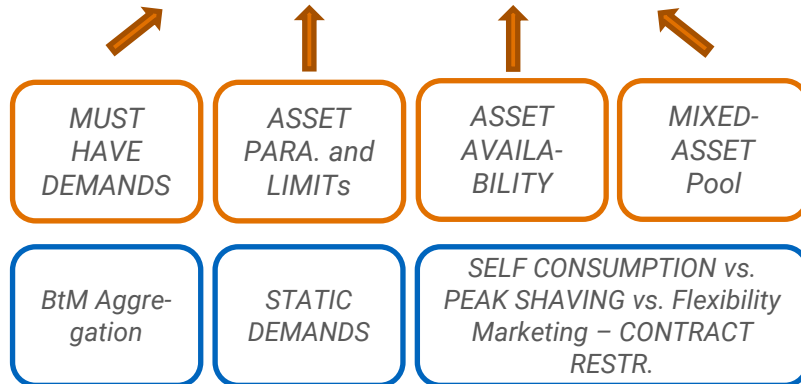 MUST
HAVE
DEMANDS
ASSET
PARA. and
LIMITs
ASSET
AVAILA-
BILITY
MIXED-
ASSET
Pool
BtM Aggre-
gation
STATIC
DEMANDS
SELF CONSUMPTION vs.
PEAK SHAVING vs. Flexibility
Marketing – CONTRACT
RESTR.